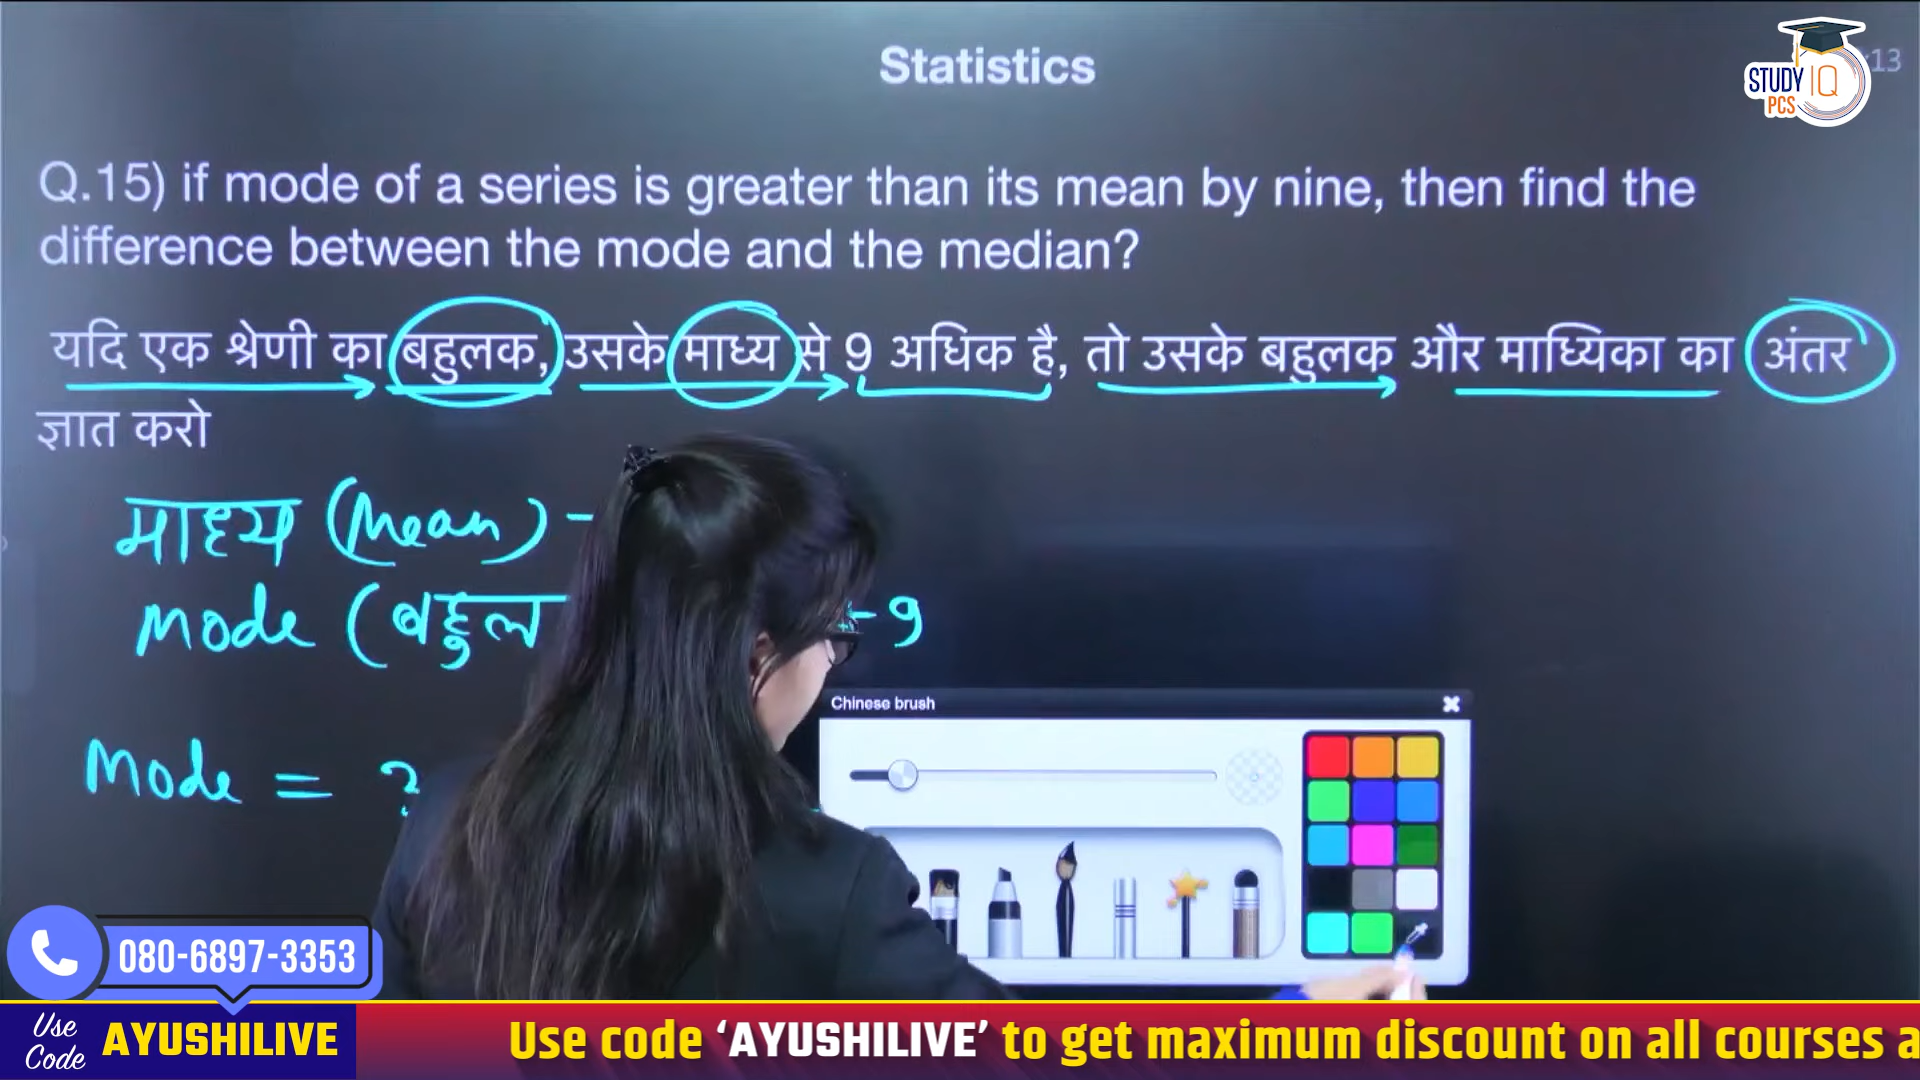 Statistics
STUDY IQ
PCS
13
Q.15) if mode of a series is greater than its mean by nine, then find the
difference between the mode and the median?
यदि एक श्रेणी का बहुलक, उसके माध्य से 9 अधिक है, तो उसके बहुलक और माध्यिका का अंतर
ज्ञात करो
माध्य (Mean) -
Mode (बहुल +9
Mode = ?
Chinese brush
080-6897-3353
Use Code AYUSHILIVE
Use code ‘AYUSHILIVE’ to get maximum discount on all courses a